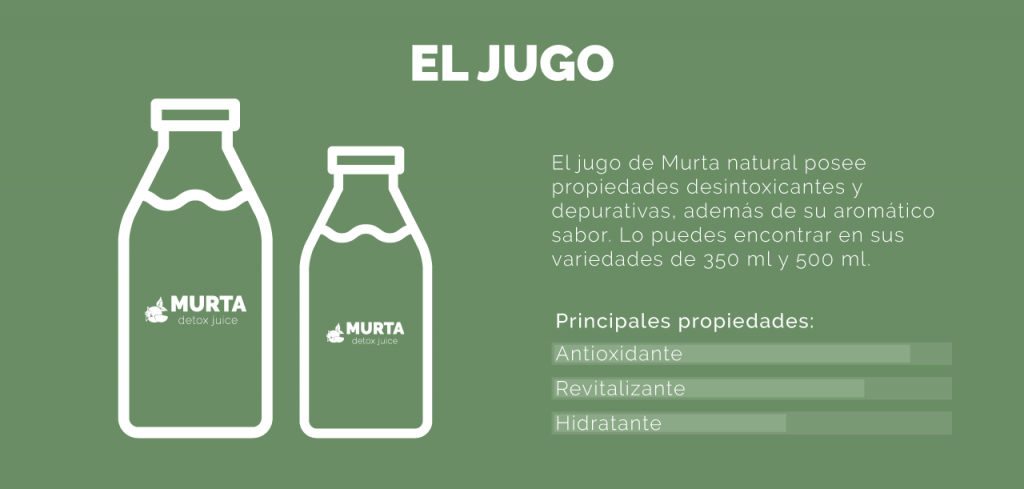 EL JUGO
El jugo de Murta natural posee
propiedades desintoxicantes y
depurativas, además de su aromático
sabor. Lo puedes encontrar en sus
variedades de 350 ml y 500 ml.
MURTA
detox juice
MURTA
detox juice
Principales propiedades:
Antioxidante
Revitalizante
Hidratante